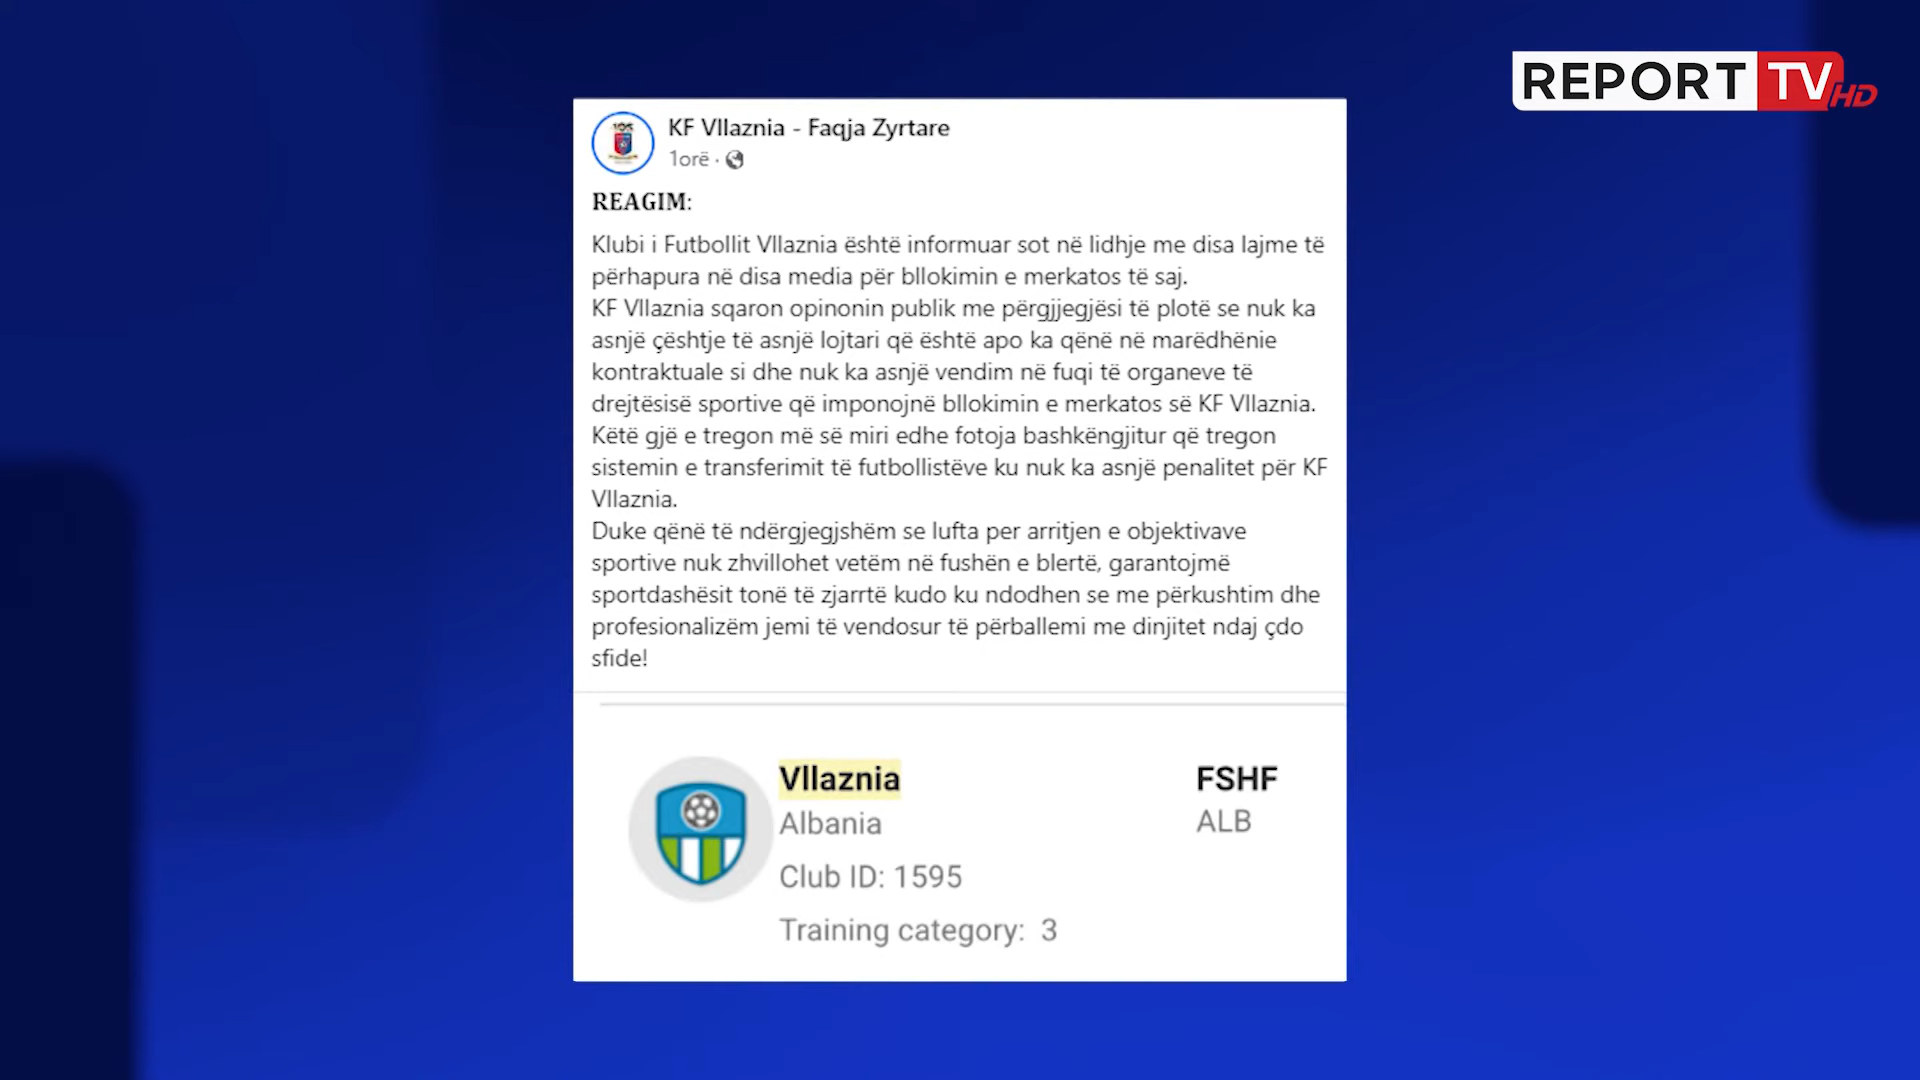 REPORT TV HD
KF Vllaznia - Faqja Zyrtare
1orë ·
REAGIM:
Klubi i Futbollit Vllaznia është informuar sot në lidhje me disa lajme të
përhapura në disa media për bllokimin e merkatos të saj.
KF Vllaznia sqaron opinonin publik me përgjjegjësi të plotë se nuk ka
asnjë çështje të asnjë lojtari që është apo ka qënë në marëdhënie
kontraktuale si dhe nuk ka asnjë vendim në fuqi të organeve të
drejtësisë sportive që imponojnë bllokimin e merkatos së KF Vllaznia.
Këtë gjë e tregon më së miri edhe fotoja bashkëngjitur që tregon
sistemin e transferimit të futbollistëve ku nuk ka asnjë penalitet për KF
Vllaznia.
Duke qënë të ndërgjegjshëm se lufta per arritjen e objektivave
sportive nuk zhvillohet vetëm në fushën e blertë, garantojmë
sportdashësit tonë të zjarrtë kudo ku ndodhen se me përkushtim dhe
profesionalizëm jemi të vendosur të përballemi me dinjitet ndaj çdo
sfide!
Vllaznia
Albania
Club ID: 1595
Training category: 3
FSHF
ALB